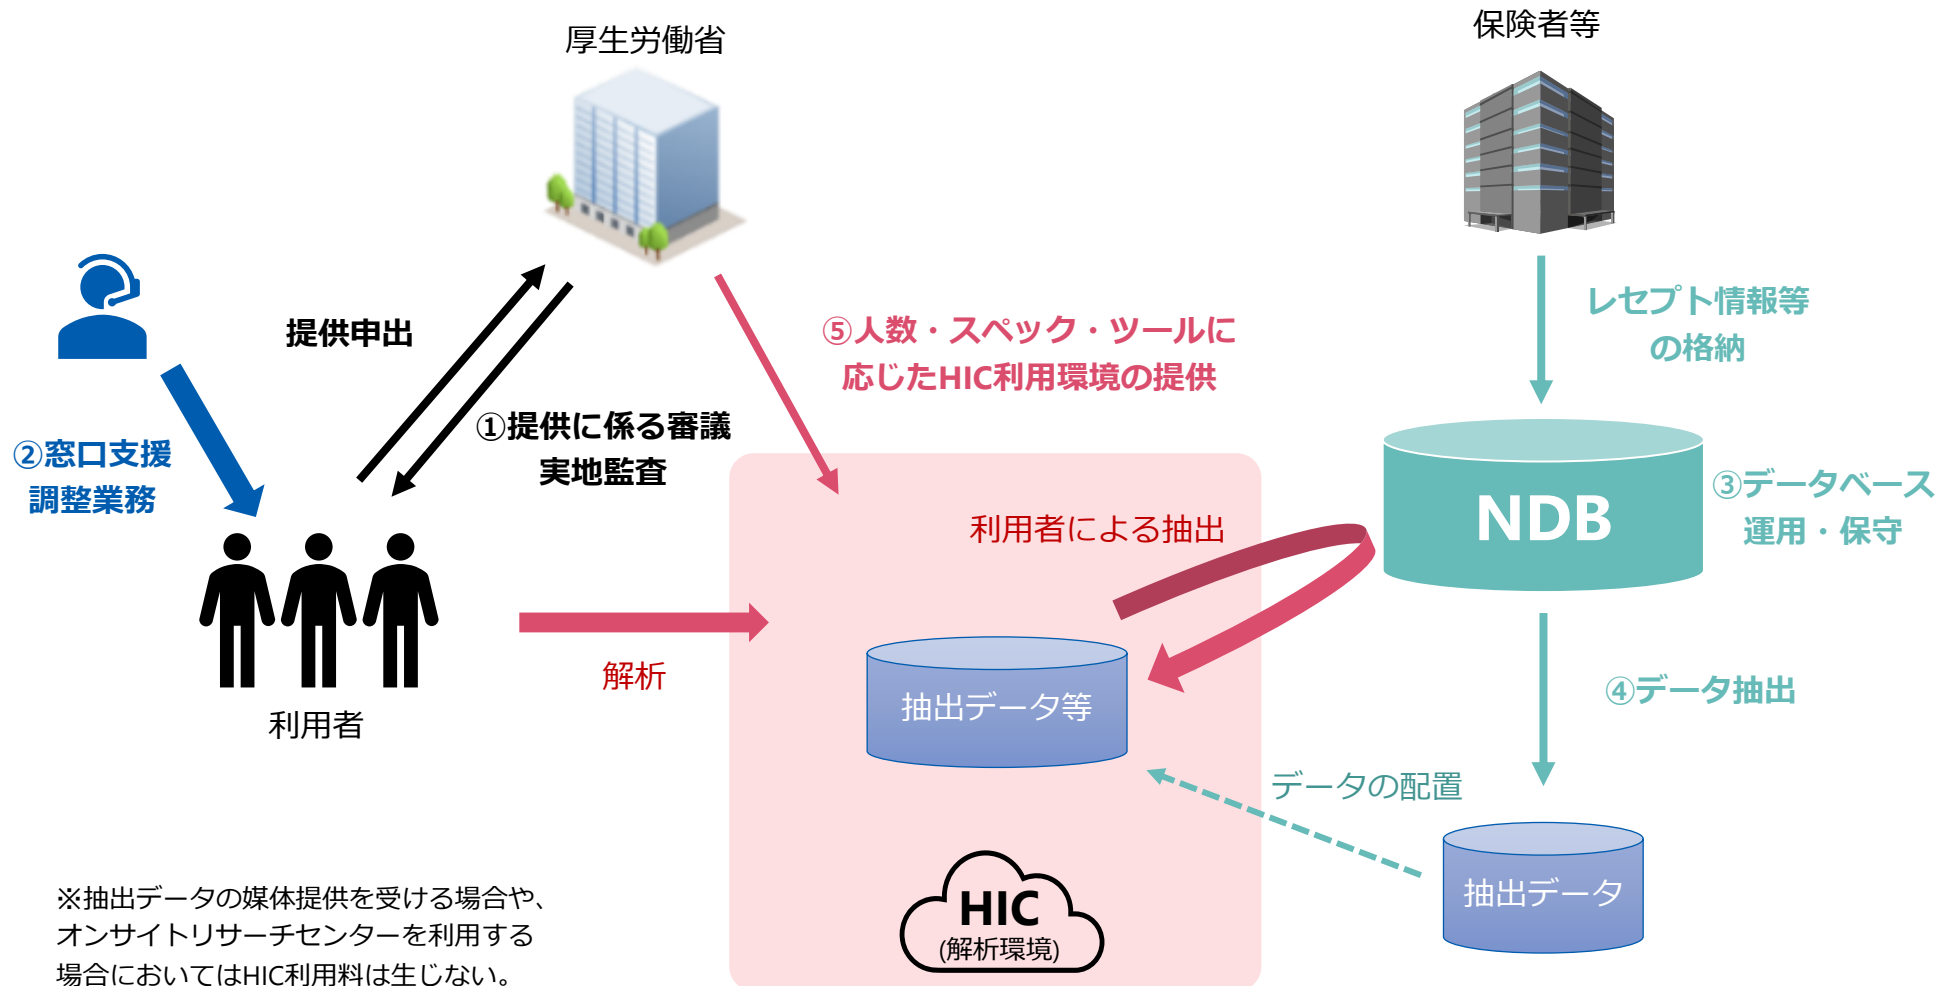 厚生労働省
保険者等
提供申出
①提供に係る審議
実地監査
②窓口支援
調整業務
利用者
⑤人数・スペック・ツールに
応じたHIC利用環境の提供
レセプト情報等
の格納
NDB
③データベース
運用・保守
利用者による抽出
解析
抽出データ等
④データ抽出
データの配置
抽出データ
HIC
(解析環境)
※抽出データの媒体提供を受ける場合や、
オンサイトリサーチセンターを利用する
場合においてはHIC利用料は生じない。